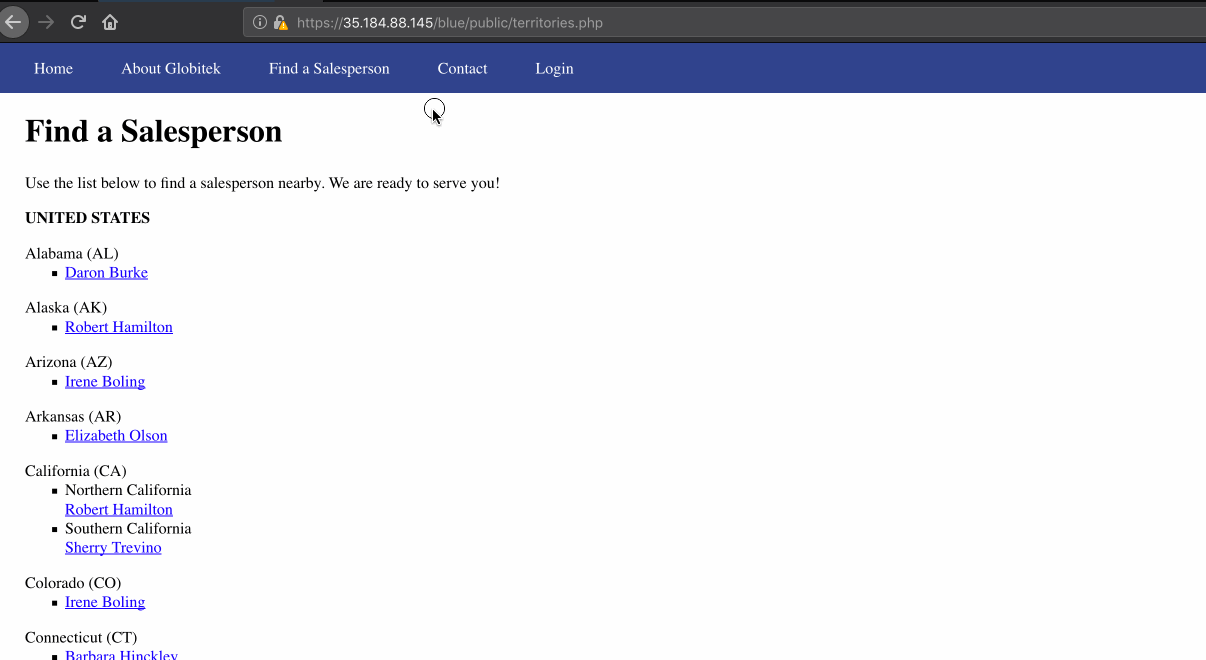 https://35.184.88.145/blue/public/territories.php
Home About Globitek Find a Salesperson Contact Login
Find a Salesperson
Use the list below to find a salesperson nearby. We are ready to serve you!
UNITED STATES
Alabama (AL)
Daron Burke
Alaska (AK)
Robert Hamilton
Arizona (AZ)
Irene Boling
Arkansas (AR)
Elizabeth Olson
California (CA)
Northern California
Robert Hamilton
Southern California
Sherry Trevino
Colorado (CO)
Irene Boling
Connecticut (CT)
Barbara Hinckley